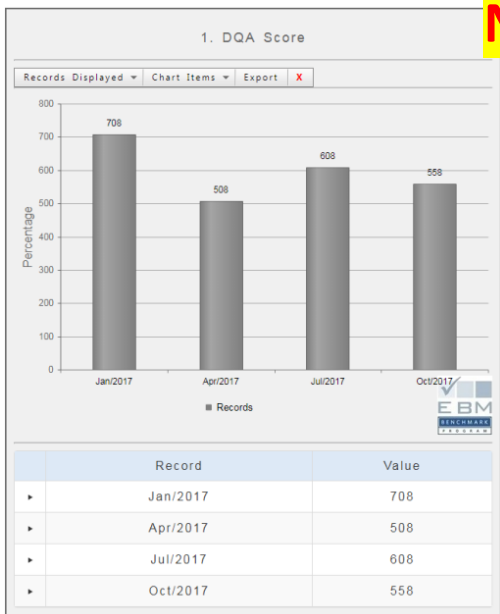 1. DQA Score
Records Displayed Chart Items Export X
800
700
600
500
400
300
200
100
0
Percentage
708
508
608
558
Jan/2017 Apr/2017 Jul/2017 Oct/2017
Records
EBM
BENCHMARK
PROGRAM
Record Value
Jan/2017 708
Apr/2017 508
Jul/2017 608
Oct/2017 558